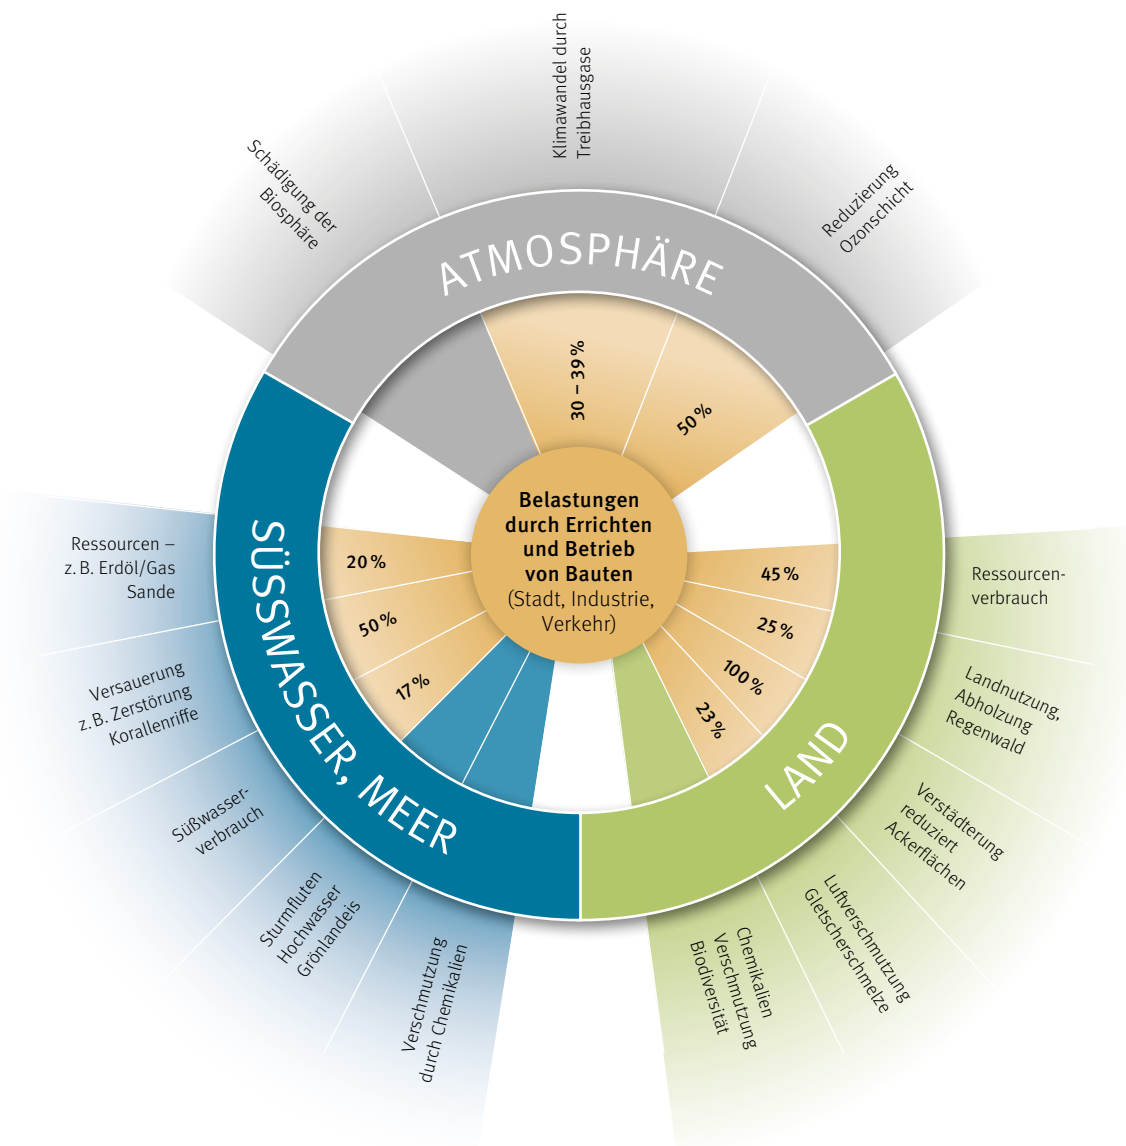 Klimawandel durch
Treibhausgase
Schädigung der
Biosphäre
Reduzierung
Ozonschicht
ATMOSPHÄRE
30 – 39 %
50 %
Belastungen
durch Errichten
und Betrieb
von Bauten
(Stadt, Industrie,
Verkehr)
SÜSSWASSER, MEER
20 %
50 %
17 %
Ressourcen –
z. B. Erdöl/Gas
Sande
Versauerung
z. B. Zerstörung
Korallenriffe
Süßwasser-
verbrauch
Sturmfluten
Hochwasser
Grönlandeis
Verschmutzung
durch Chemikalien
LAND
45 %
25 %
100 %
23 %
Ressourcen-
verbrauch
Landnutzung,
Abholzung
Regenwald
Verstädterung
reduziert
Ackerflächen
Luftverschmutzung
Gletscherschmelze
Chemikalien
Verschmutzung
Biodiversität